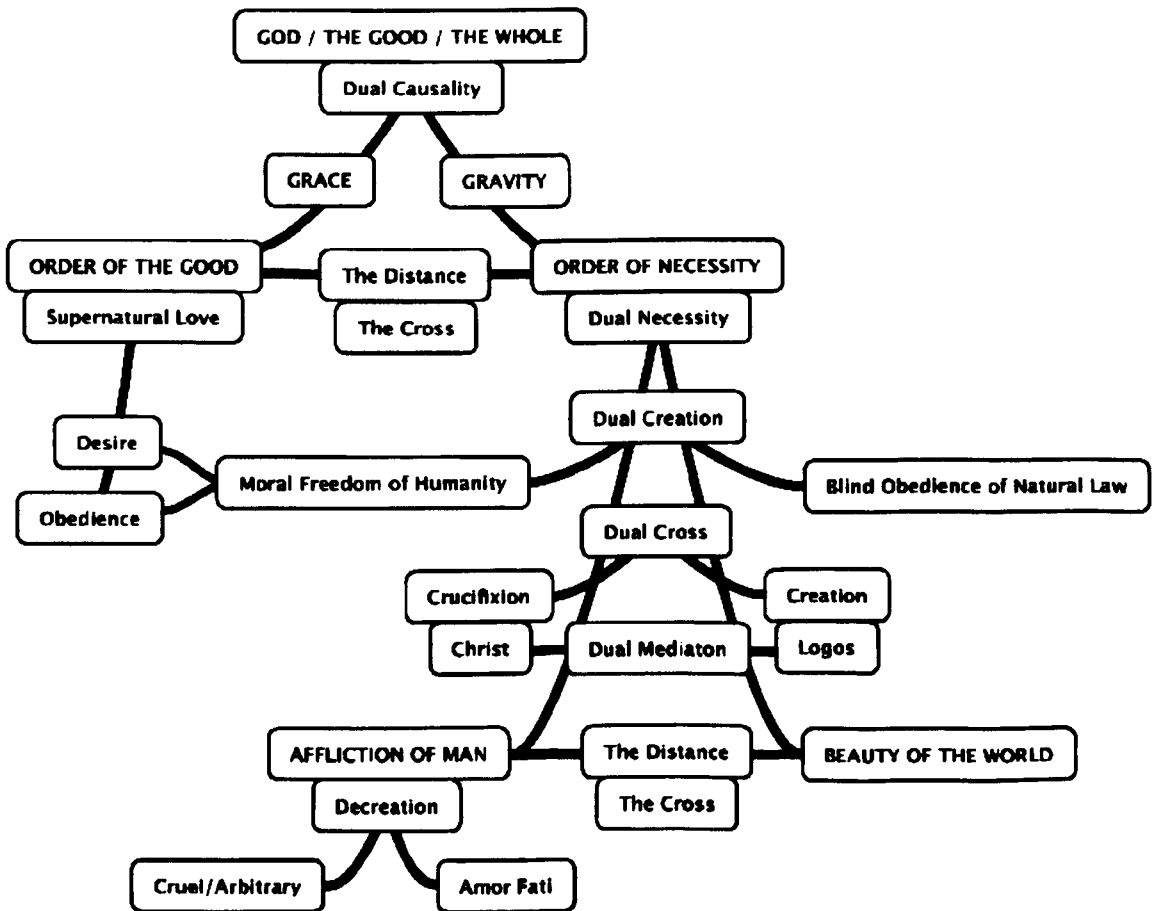 GOD / THE GOOD / THE WHOLE
Dual Causality
GRACE
GRAVITY
ORDER OF THE GOOD
The Distance
ORDER OF NECESSITY
Supernatural Love
The Cross
Dual Necessity
Dual Creation
Desire
Moral Freedom of Humanity
Blind Obedience of Natural Law
Obedience
Dual Cross
Crucifixion
Creation
Christ
Dual Mediaton
Logos
AFFLICTION OF MAN
The Distance
BEAUTY OF THE WORLD
Decreation
The Cross
Cruel/Arbitrary
Amor Fati